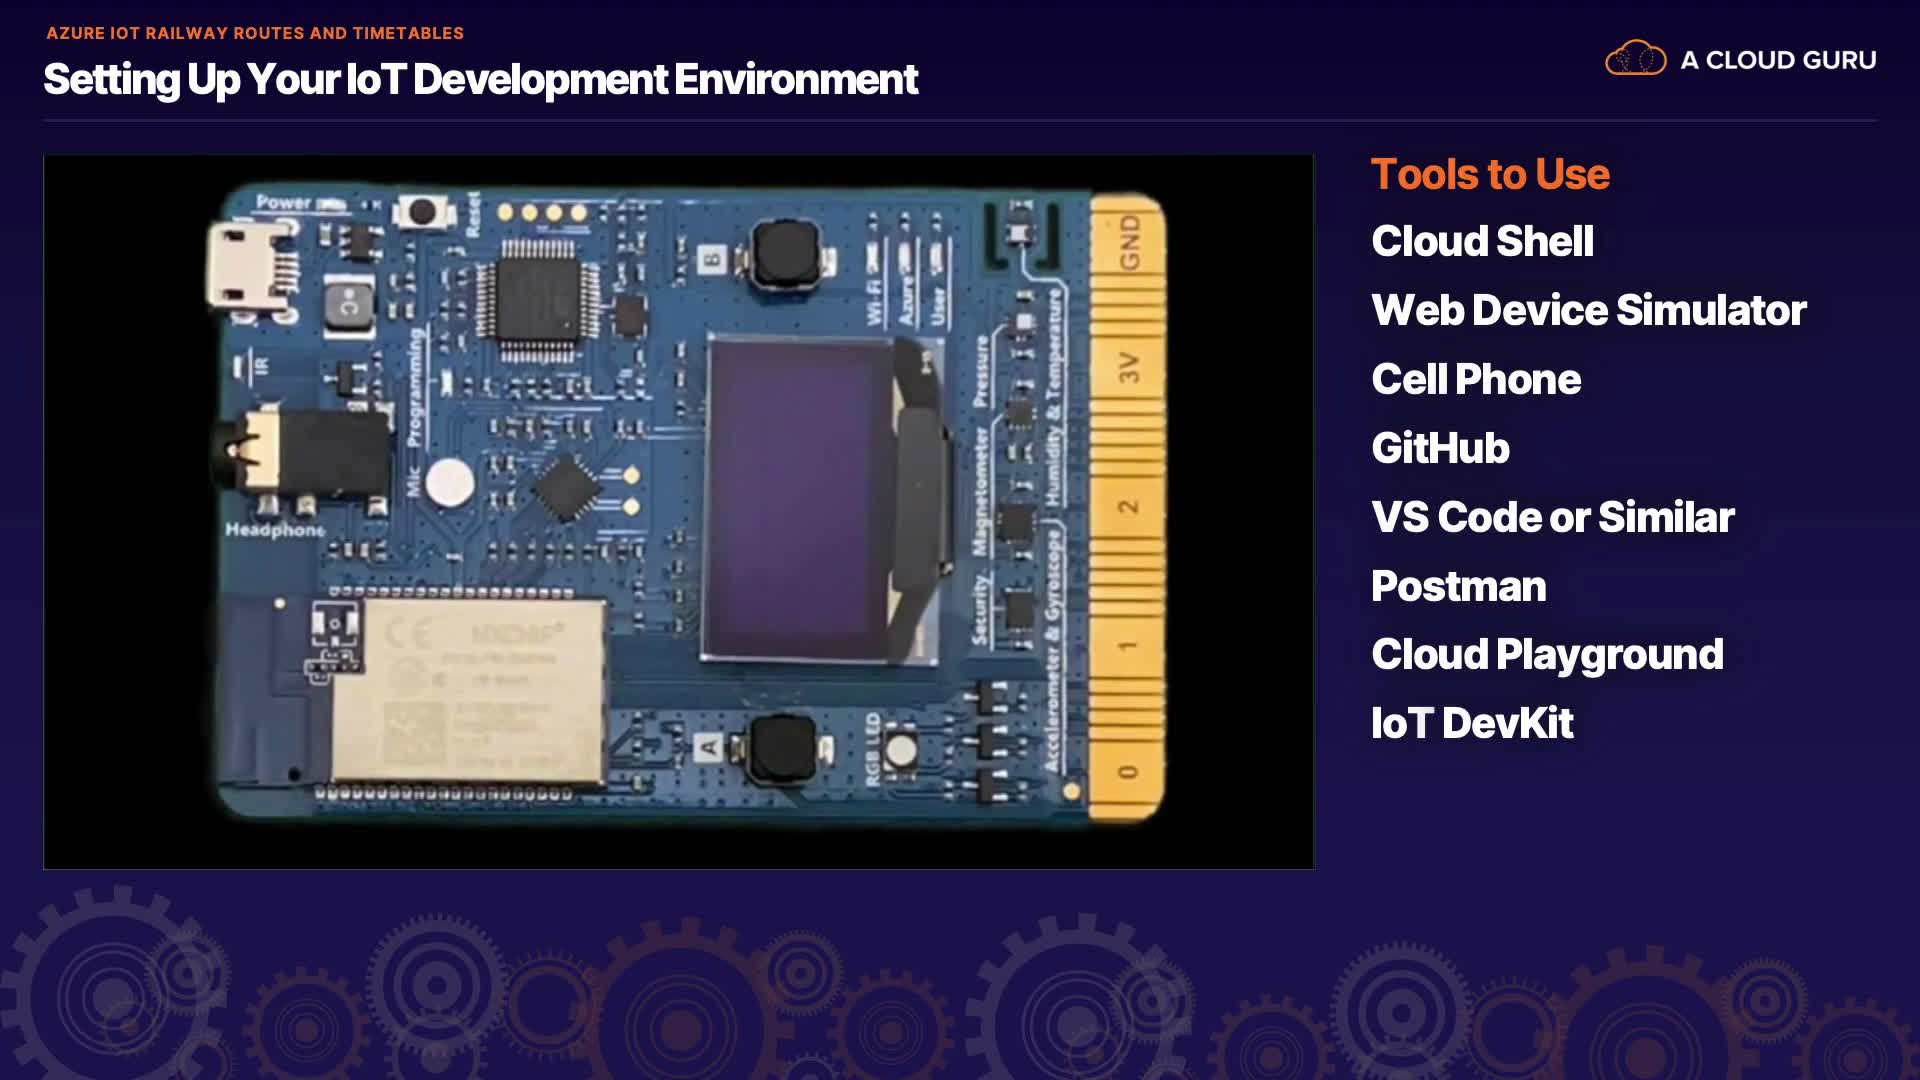 AZURE IOT RAILWAY ROUTES AND TIMETABLES
Setting Up Your IoT Development Environment
A CLOUD GURU
Power
Reset
B
Wi-Fi
Azure
User
GND
IR
Programming
Mic
Headphone
Pressure
Magnetometer
Humidity & Temperature
Security
Accelerometer & Gyroscope
3V
2
1
0
CE
MXCHIP
A
RGB LED
Tools to Use
Cloud Shell
Web Device Simulator
Cell Phone
GitHub
VS Code or Similar
Postman
Cloud Playground
IoT DevKit